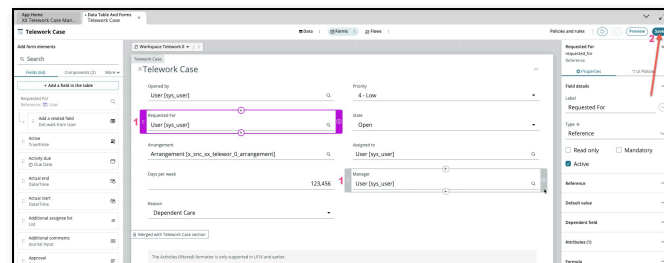 App Home
XX Telework Case Man...
Data Table And Forms
Telework Case
Telework Case
Data
Forms
Flows
Policies and rules
Preview
Save
2
Add form elements
Search
Fields (64)
Components (2)
More
+ Add a field in the table
Requested For
Reference: User
Add a related field
Dot-walk from User
Active
True/False
Activity due
Due Date
Actual end
Date/Time
Actual start
Date/Time
Additional assignee list
List
Additional comments
Journal Input
Approval
Workspace Telework 0
Telework Case
Telework Case
Opened by
User [sys_user]
Priority
4 - Low
1
Requested For
User [sys_user]
State
Open
Arrangement
Arrangement [x_snc_xx_telewor_0_arrangement]
Assigned to
User [sys_user]
Days per week
123,456
1
Manager
User [sys_user]
Reason
Dependent Care
Merged with Telework Case section
The Activities (Filtered) formatter is only supported in UI16 and earlier.
Requested For
requested_for
Reference
Properties
UI Policies
Field details
Label
Requested For
Type
Reference
Read only
Mandatory
Active
Reference
Default value
Dependent field
Attributes (1)
Formula